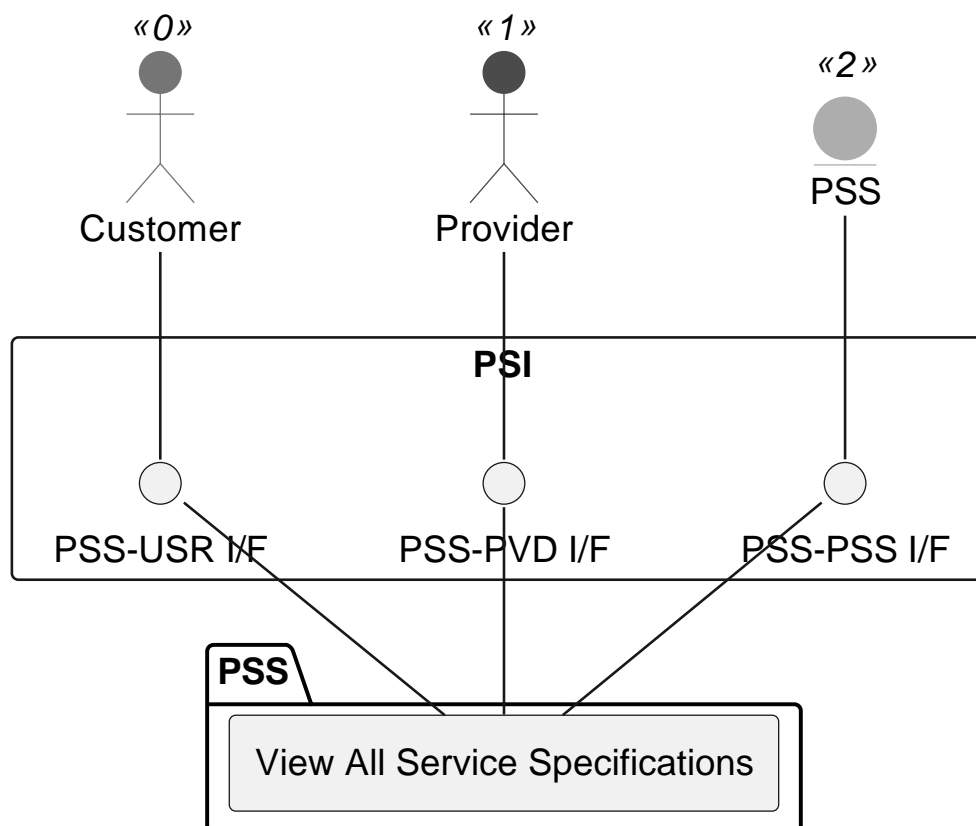 «0»
«1»
«2»
Customer
Provider
PSS
PSI
PSS-USR I/F
PSS-PVD I/F
PSS-PSS I/F
PSS
View All Service Specifications